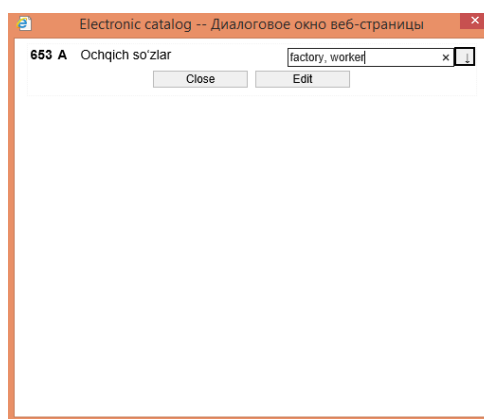 Electronic catalog -- Диалоговое окно веб-страницы
653 A Ochqich so'zlar factory, worker
Close Edit